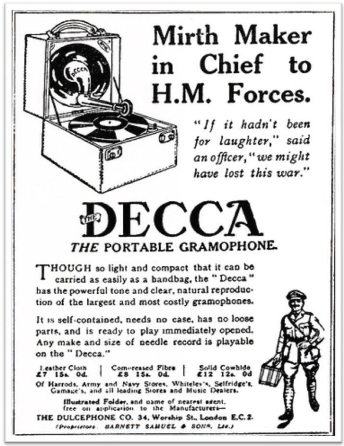 Mirth Maker
in Chief to
H.M. Forces.
"If it hadn't been
for laughter," said
an officer, "we might
have lost this war."
THE DECCA
THE PORTABLE GRAMOPHONE.
THOUGH so light and compact that it can be
carried as easily as a handbag, the "Decca"
has the powerful tone and clear, natural reproduc-
tion of the largest and most costly gramophones.
It is self-contained, needs no case, has no loose
parts, and is ready to play immediately opened.
Any make and size of needle record is playable
on the "Decca."
Leather Cloth | Compressed Fibre | Solid Cowhide
£7 15s. 0d. £8 15s. 0d. £12 12s. 0d
Of Harrods, Army and Navy Stores, Whiteley's, Selfridge's,
Gamage's, and all leading Stores and Music Dealers.
Illustrated Folder, and name of nearest agent,
free on application to the Manufacturers—
THE DULCEPHONE CO. 34, Worship St., London E.C.2.
(Proprietors. BARNETT SAMUEL & SONS, Ltd.)